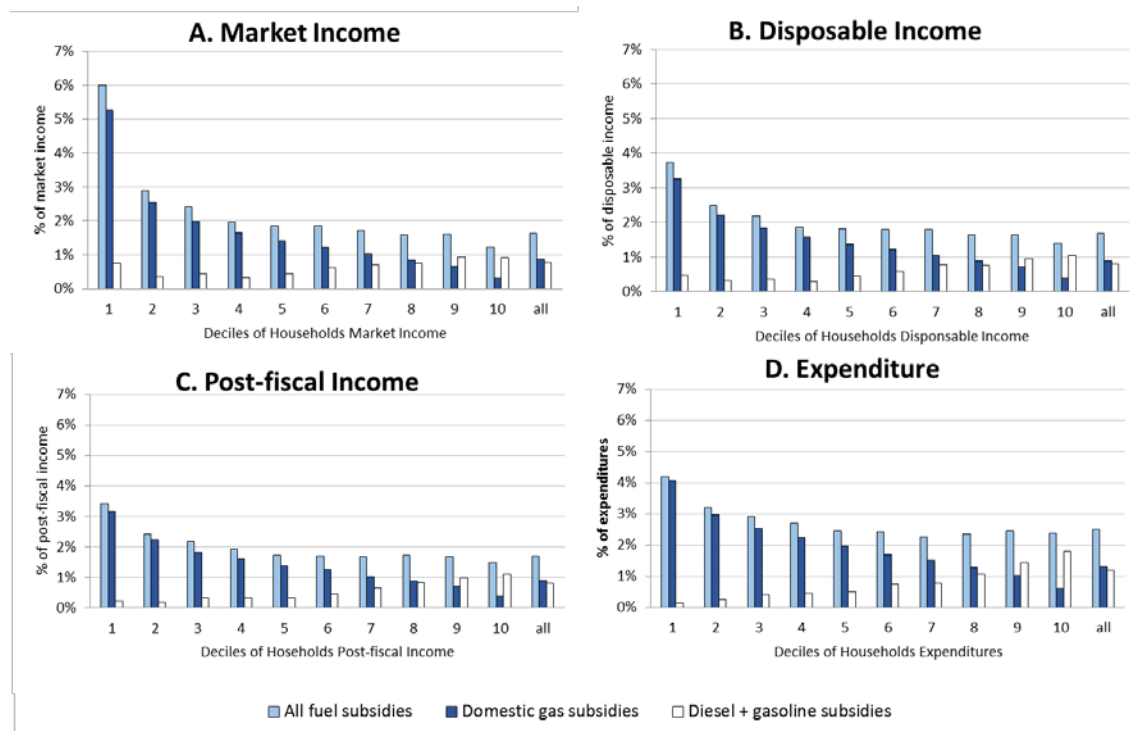 A. Market Income
7%
6%
5%
4%
3%
2%
1%
0%
% of market income
1 2 3 4 5 6 7 8 9 10 all
Deciles of Households Market Income
B. Disposable Income
7%
6%
5%
4%
3%
2%
1%
0%
% of disposable income
1 2 3 4 5 6 7 8 9 10 all
Deciles of Households Disponsable Income
C. Post-fiscal Income
7%
6%
5%
4%
3%
2%
1%
0%
% of post-fiscal income
1 2 3 4 5 6 7 8 9 10 all
Deciles of Hoseholds Post-fiscal Income
D. Expenditure
7%
6%
5%
4%
3%
2%
1%
0%
% of expenditures
1 2 3 4 5 6 7 8 9 10 all
Deciles of Households Expenditures
All fuel subsidies Domestic gas subsidies Diesel + gasoline subsidies